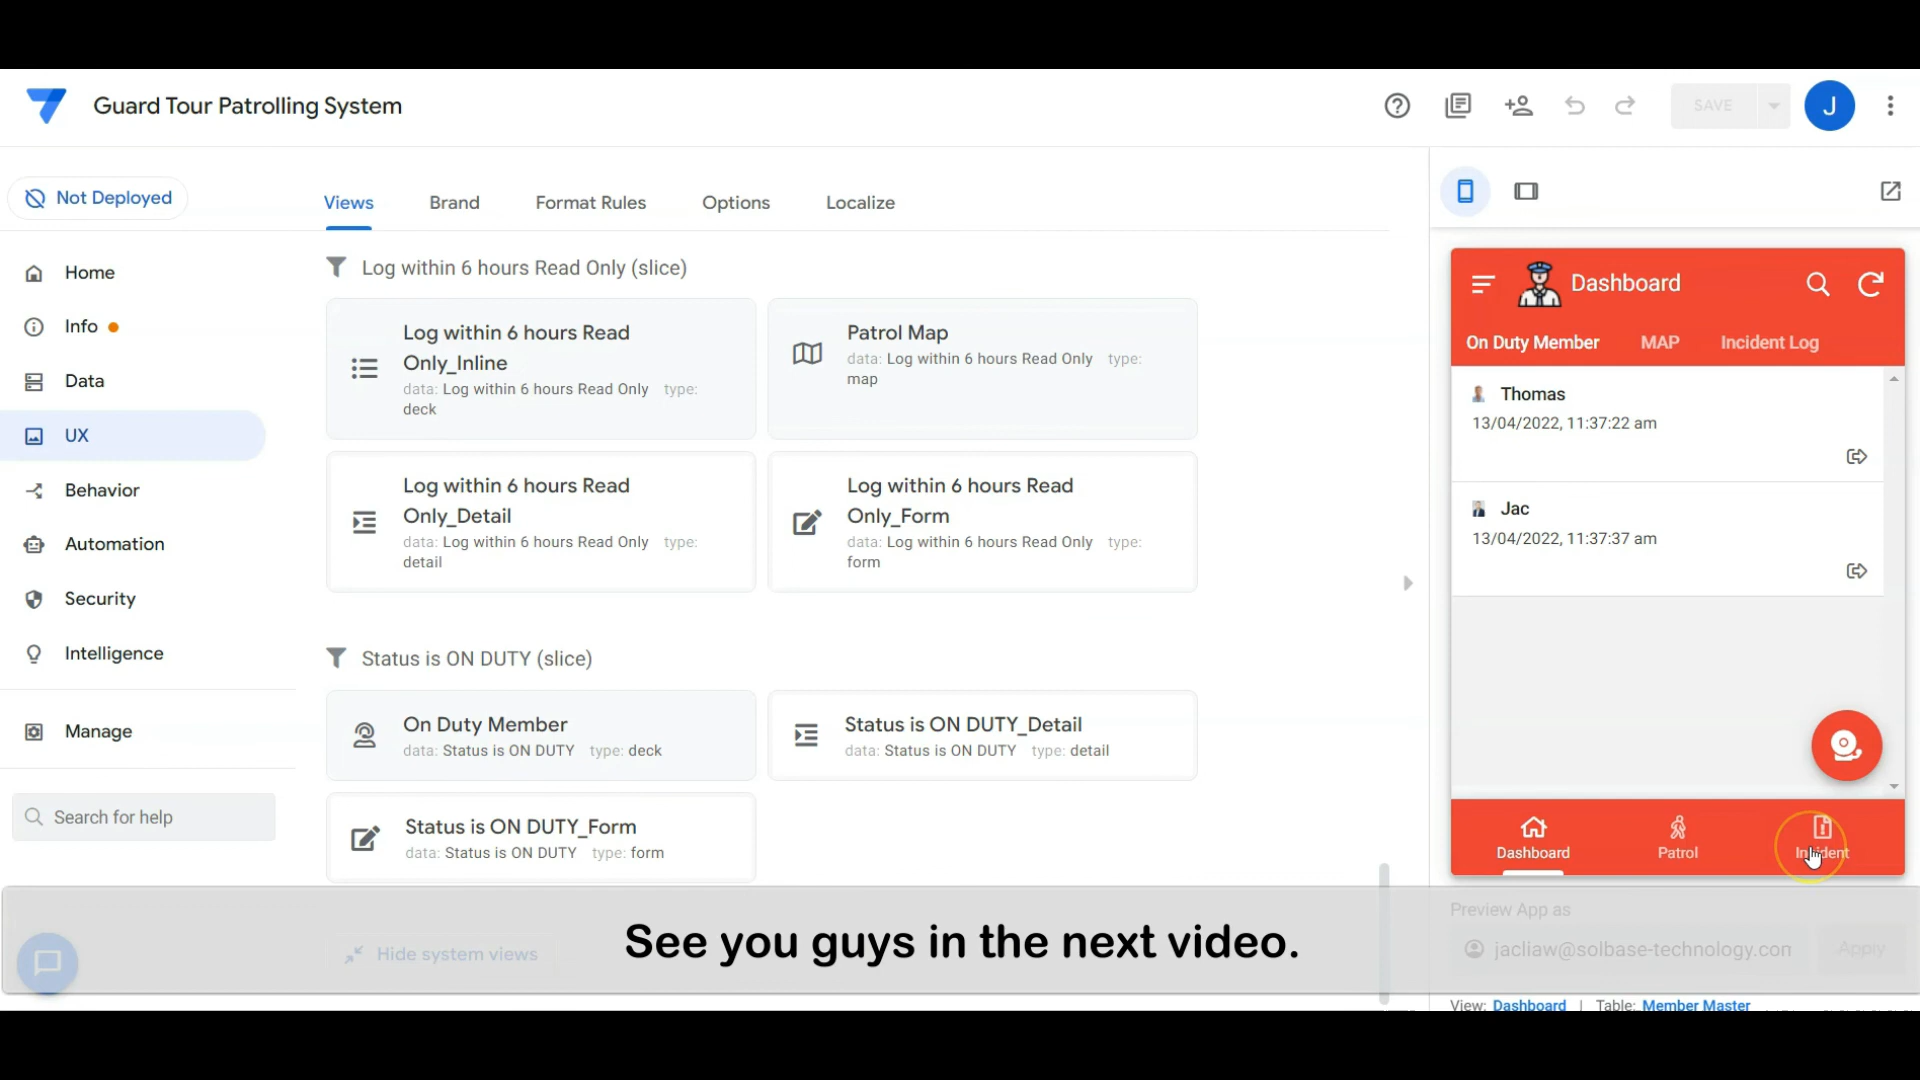 Guard Tour Patrolling System
SAVE
J
Not Deployed
Views
Brand
Format Rules
Options
Localize
Home
Info
Data
UX
Behavior
Automation
Security
Intelligence
Manage
Search for help
Log within 6 hours Read Only (slice)
Log within 6 hours Read
Only_Inline
data: Log within 6 hours Read Only type:
deck
Patrol Map
data: Log within 6 hours Read Only type:
map
Log within 6 hours Read
Only_Detail
data: Log within 6 hours Read Only type:
detail
Log within 6 hours Read
Only_Form
data: Log within 6 hours Read Only type:
form
Status is ON DUTY (slice)
On Duty Member
data: Status is ON DUTY type: deck
Status is ON DUTY_Detail
data: Status is ON DUTY type: detail
Status is ON DUTY_Form
data: Status is ON DUTY type: form
Hide system views
See you guys in the next video.
Dashboard
On Duty Member
MAP
Incident Log
Thomas
13/04/2022, 11:37:22 am
Jac
13/04/2022, 11:37:37 am
Dashboard
Patrol
Incident
Preview App as
jacliaw@solbase-technology.con
Apply
View: Dashboard | Table: Member Master